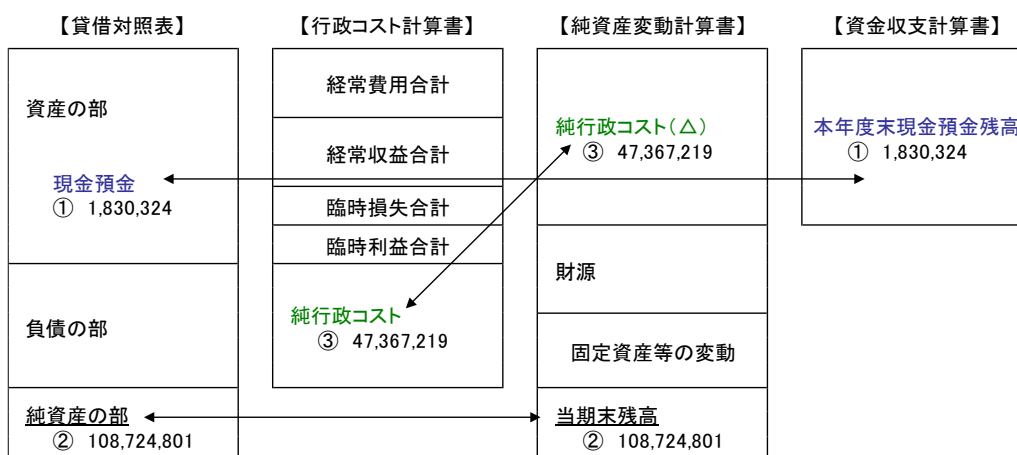 【貸借対照表】
資産の部
現金預金
① 1,830,324
負債の部
純資産の部
② 108,724,801
【行政コスト計算書】
経常費用合計
経常収益合計
臨時損失合計
臨時利益合計
純行政コスト
③ 47,367,219
【純資産変動計算書】
純行政コスト(△)
③ 47,367,219
財源
固定資産等の変動
当期末残高
② 108,724,801
【資金収支計算書】
本年度末現金預金残高
① 1,830,324